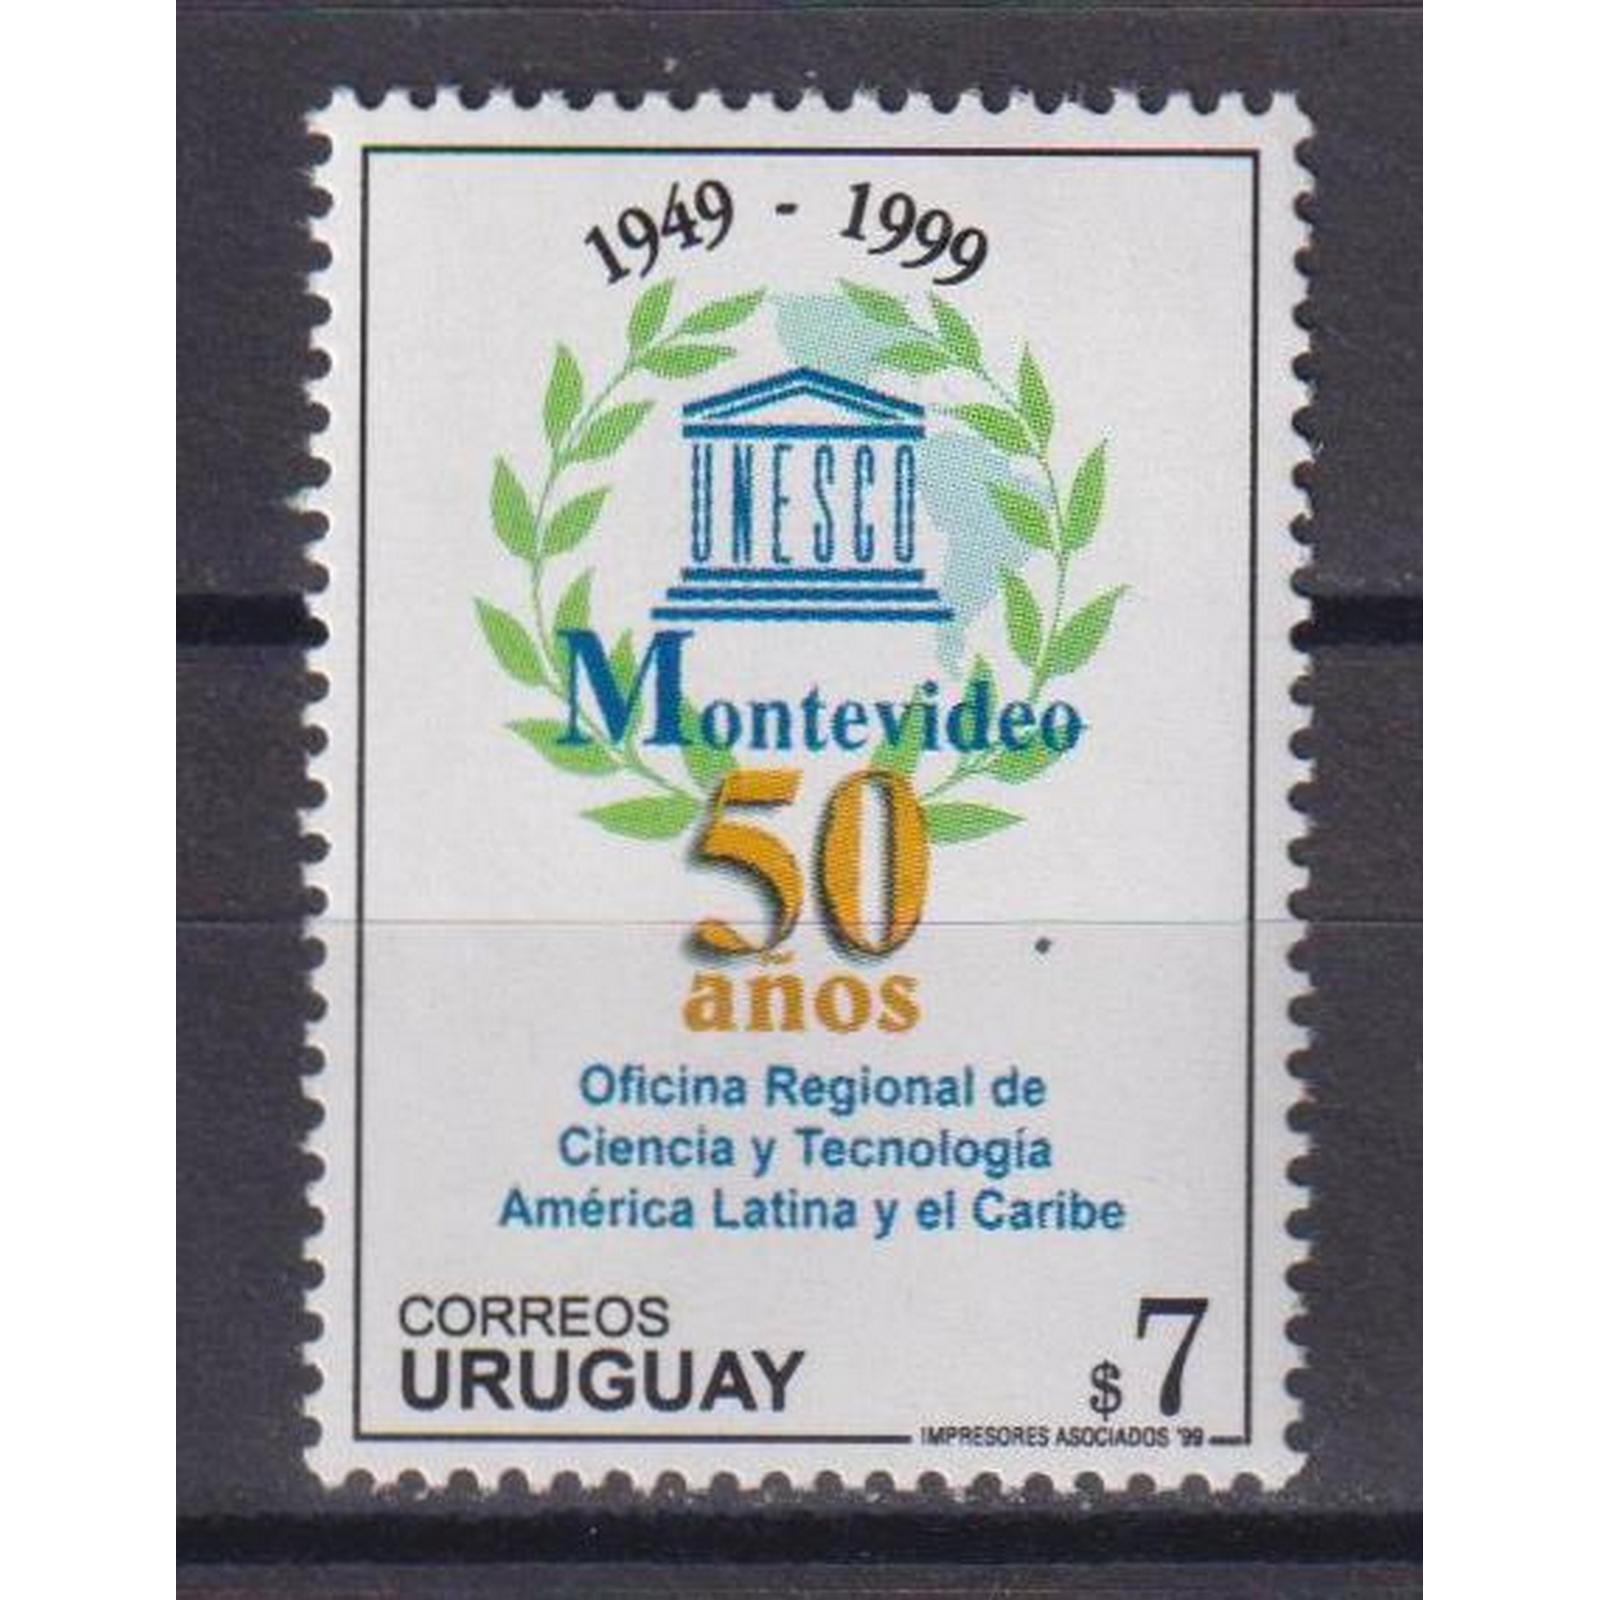 1949 - 1999
UNESCO
Montevideo
50
años
Oficina Regional de
Ciencia y Tecnología
América Latina y el Caribe
CORREOS
URUGUAY
$7
IMPRESORES ASOCIADOS '99